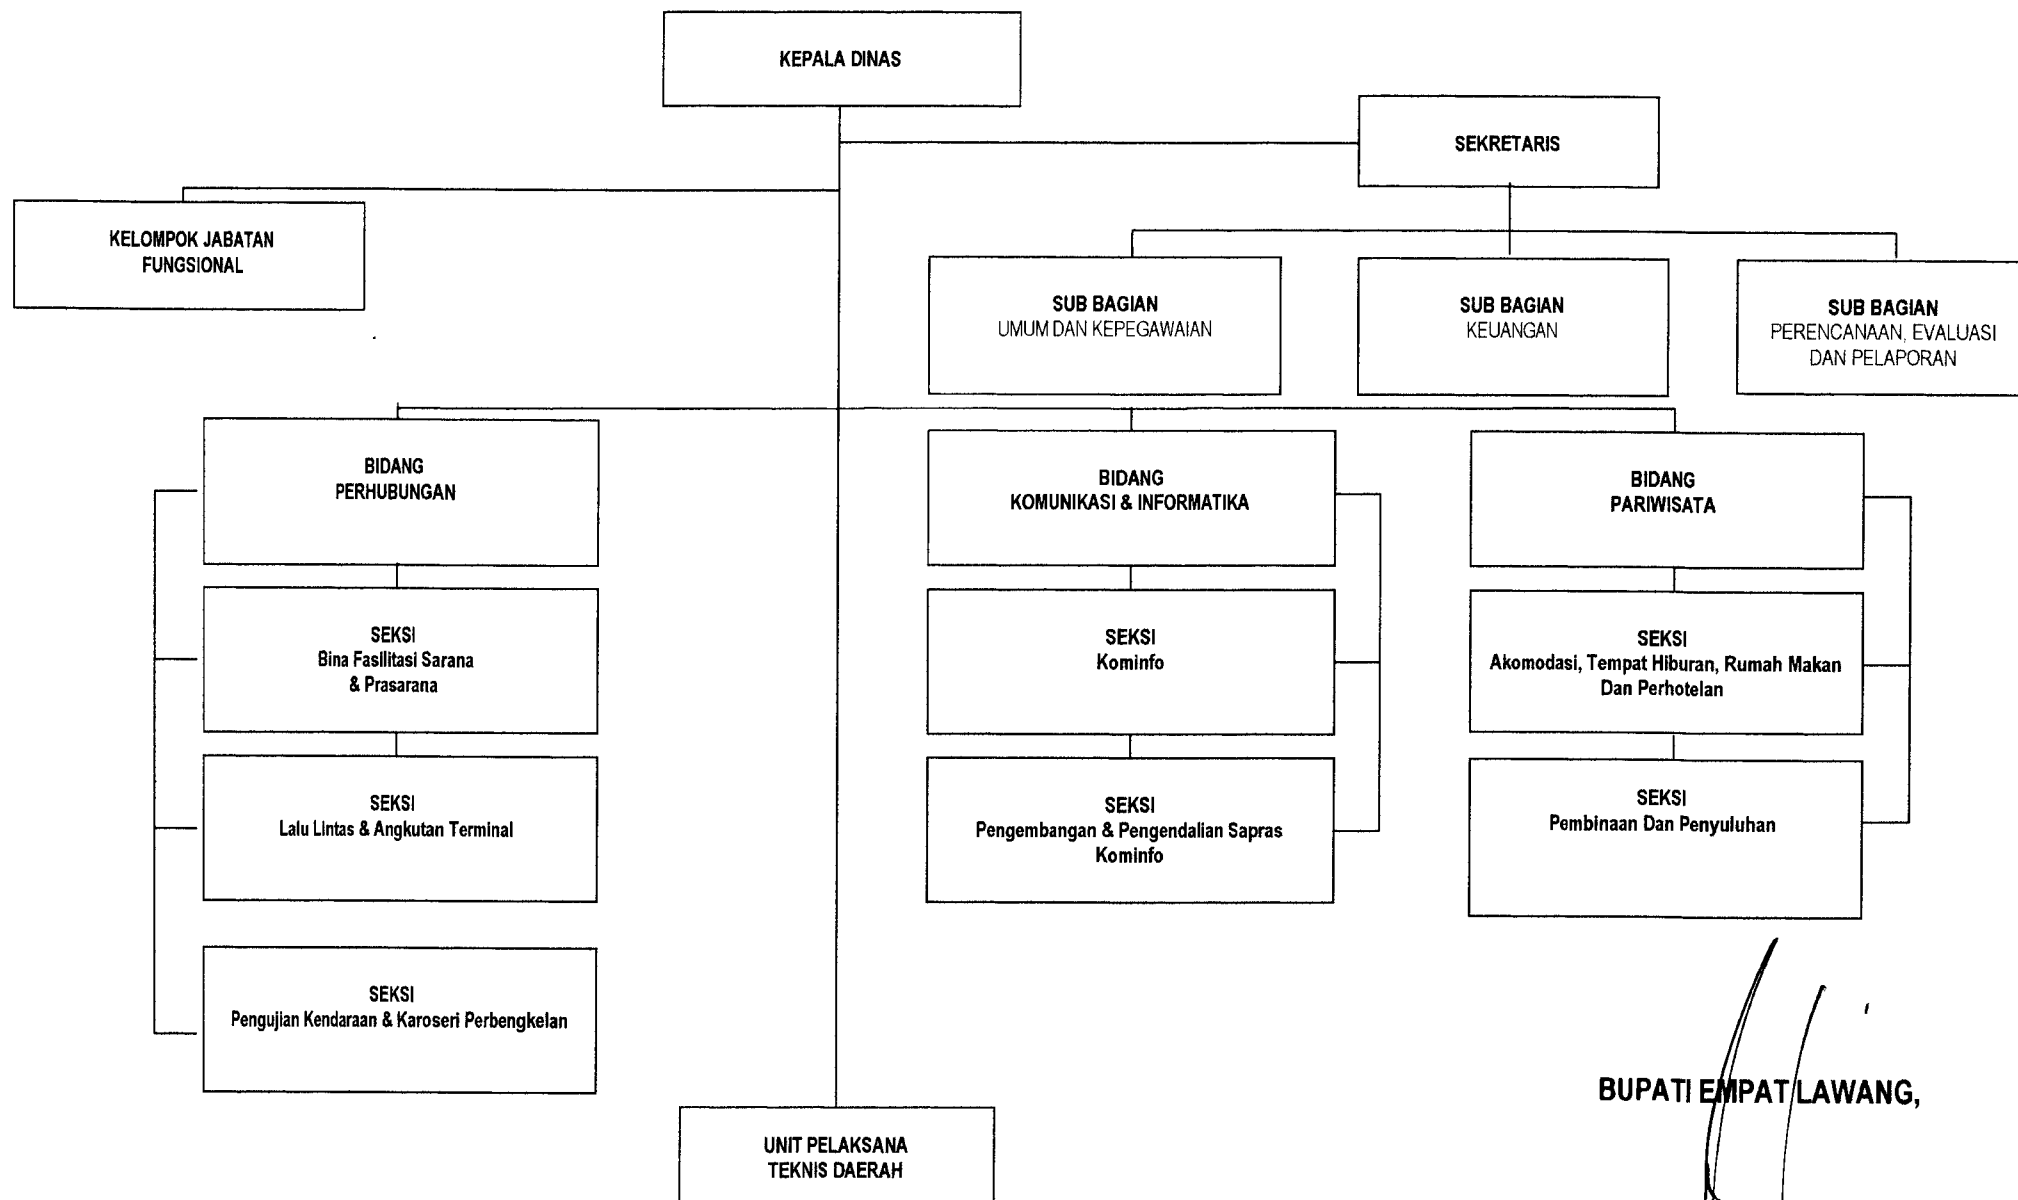 KEPALA DINAS
SEKRETARIS
KELOMPOK JABATAN
FUNGSIONAL
SUB BAGIAN
UMUM DAN KEPEGAWAIAN
SUB BAGIAN
KEUANGAN
SUB BAGIAN
PERENCANAAN, EVALUASI
DAN PELAPORAN
BIDANG
PERHUBUNGAN
SEKSI
Bina Fasilitasi Sarana
& Prasarana
SEKSI
Lalu Lintas & Angkutan Terminal
SEKSI
Pengujian Kendaraan & Karoseri Perbengkelan
BIDANG
KOMUNIKASI & INFORMATIKA
SEKSI
Kominfo
SEKSI
Pengembangan & Pengendalian Sapras
Kominfo
BIDANG
PARIWISATA
SEKSI
Akomodasi, Tempat Hiburan, Rumah Makan
Dan Perhotelan
SEKSI
Pembinaan Dan Penyuluhan
UNIT PELAKSANA
TEKNIS DAERAH
BUPATI EMPAT LAWANG,